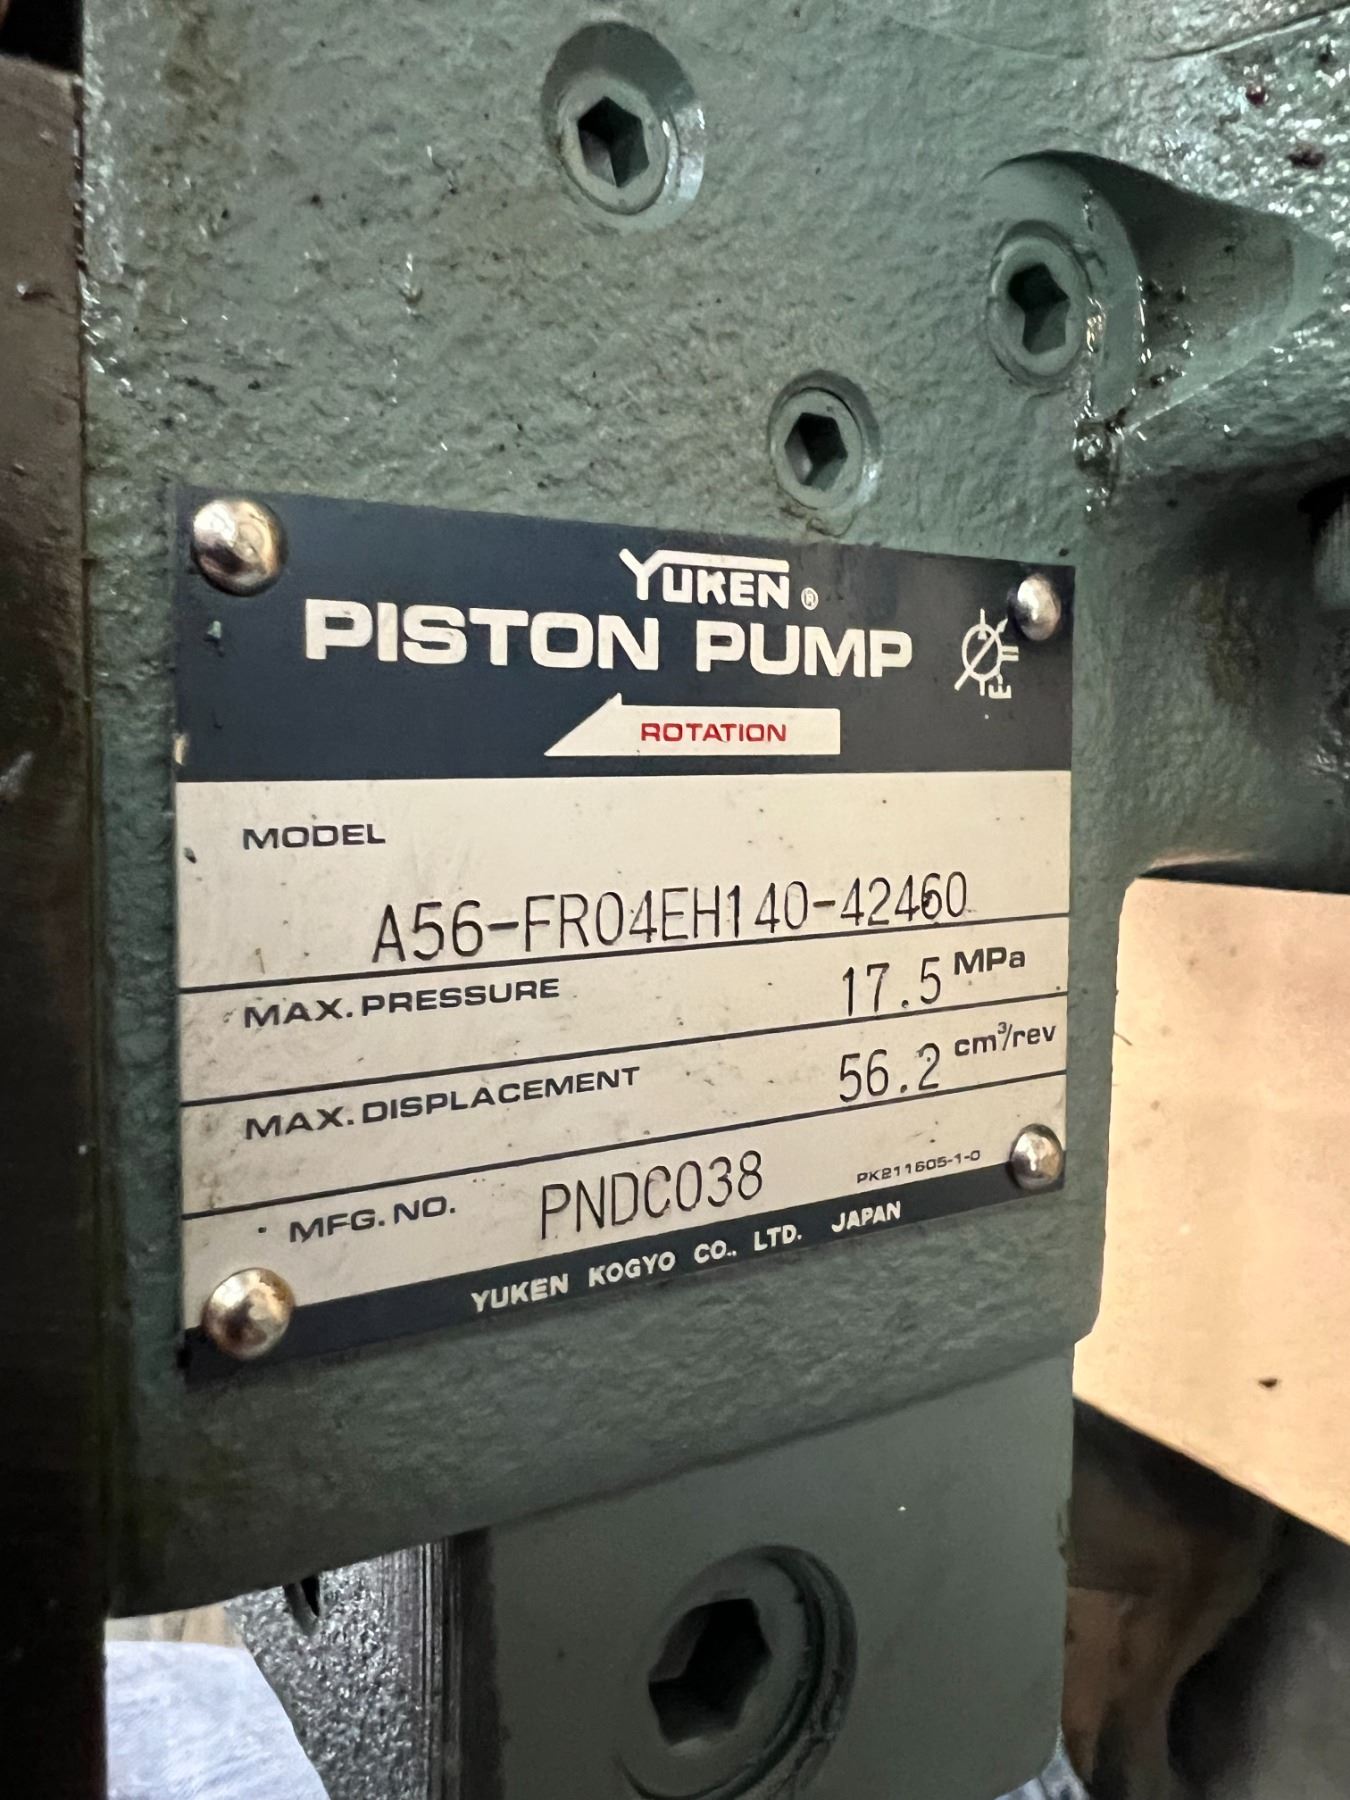 YUKEN®
PISTON PUMP
ROTATION
MODEL
A56-FR04EH140-42460
MAX. PRESSURE 17.5 MPa
MAX. DISPLACEMENT 56.2 cm³/rev
MFG. NO. PNDC038 PK211605-1-0
YUKEN KOGYO CO., LTD. JAPAN